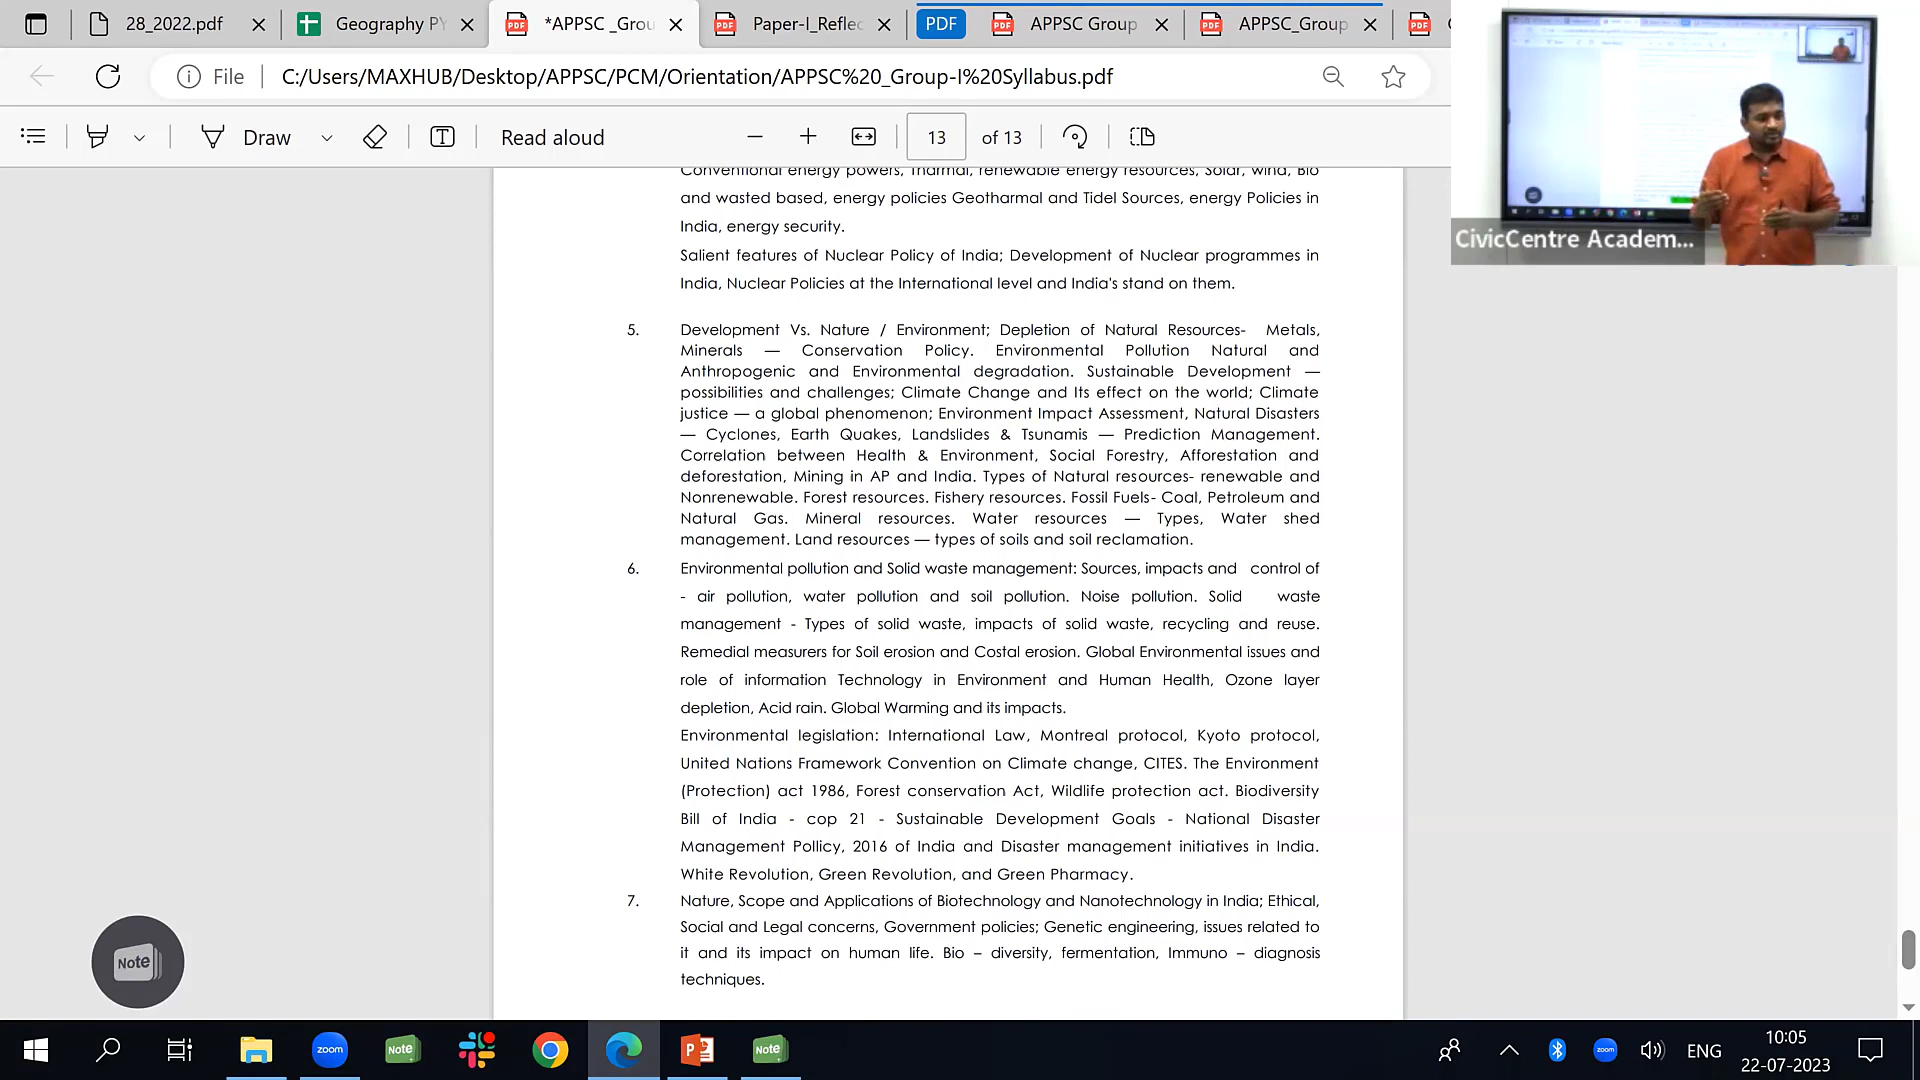 28_2022.pdf
Geography PY
*APPSC _Grou
Paper-I_Reflec
PDF
APPSC Group
APPSC_Group
File
C:/Users/MAXHUB/Desktop/APPSC/PCM/Orientation/APPSC%20_Group-I%20Syllabus.pdf
Draw
Read aloud
13
of 13
CivicCentre Academ...
Conventional energy powers, Tharmal, renewable energy resources, Solar, wind, Bio
and wasted based, energy policies Geotharmal and Tidel Sources, energy Policies in
India, energy security.
Salient features of Nuclear Policy of India; Development of Nuclear programmes in
India, Nuclear Policies at the International level and India's stand on them.
5. Development Vs. Nature / Environment; Depletion of Natural Resources- Metals,
Minerals — Conservation Policy. Environmental Pollution Natural and
Anthropogenic and Environmental degradation. Sustainable Development —
possibilities and challenges; Climate Change and Its effect on the world; Climate
justice — a global phenomenon; Environment Impact Assessment, Natural Disasters
— Cyclones, Earth Quakes, Landslides & Tsunamis — Prediction Management.
Correlation between Health & Environment, Social Forestry, Afforestation and
deforestation, Mining in AP and India. Types of Natural resources- renewable and
Nonrenewable. Forest resources. Fishery resources. Fossil Fuels- Coal, Petroleum and
Natural Gas. Mineral resources. Water resources — Types, Water shed
management. Land resources — types of soils and soil reclamation.
6. Environmental pollution and Solid waste management: Sources, impacts and control of
- air pollution, water pollution and soil pollution. Noise pollution. Solid waste
management - Types of solid waste, impacts of solid waste, recycling and reuse.
Remedial measurers for Soil erosion and Costal erosion. Global Environmental issues and
role of information Technology in Environment and Human Health, Ozone layer
depletion, Acid rain. Global Warming and its impacts.
Environmental legislation: International Law, Montreal protocol, Kyoto protocol,
United Nations Framework Convention on Climate change, CITES. The Environment
(Protection) act 1986, Forest conservation Act, Wildlife protection act. Biodiversity
Bill of India - cop 21 - Sustainable Development Goals - National Disaster
Management Policy, 2016 of India and Disaster management initiatives in India.
White Revolution, Green Revolution, and Green Pharmacy.
7. Nature, Scope and Applications of Biotechnology and Nanotechnology in India; Ethical,
Social and Legal concerns, Government policies; Genetic engineering, issues related to
it and its impact on human life. Bio – diversity, fermentation, Immuno – diagnosis
techniques.
Note
zoom
Note
Note
zoom
ENG
10:05
22-07-2023